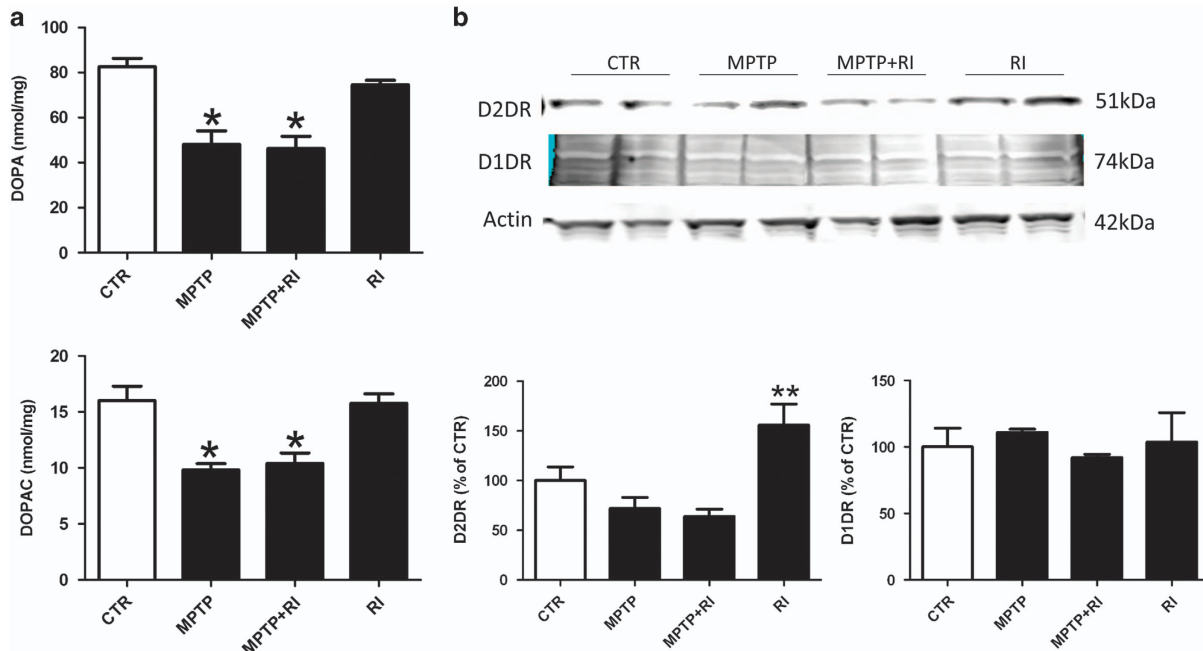 a
DOPA (nmol/mg)
100
80
60
40
20
0
*
*
CTR
MPTP
MPTP+RI
RI
DOPAC (nmol/mg)
20
15
10
5
0
*
*
CTR
MPTP
MPTP+RI
RI
b
CTR MPTP MPTP+RI RI
D2DR 51kDa
D1DR 74kDa
Actin 42kDa
D2DR (% of CTR)
200
150
100
50
0
**
CTR
MPTP
MPTP+RI
RI
D1DR (% of CTR)
150
100
50
0
CTR
MPTP
MPTP+RI
RI